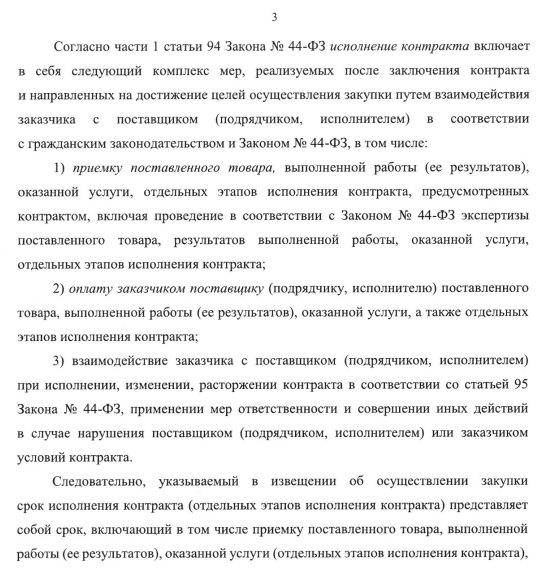 3
Согласно части 1 статьи 94 Закона № 44-ФЗ исполнение контракта включает
в себя следующий комплекс мер, реализуемых после заключения контракта
и направленных на достижение целей осуществления закупки путем взаимодействия
заказчика с поставщиком (подрядчиком, исполнителем) в соответствии
с гражданским законодательством и Законом № 44-ФЗ, в том числе:
1) приемку поставленного товара, выполненной работы (ее результатов),
оказанной услуги, отдельных этапов исполнения контракта, предусмотренных
контрактом, включая проведение в соответствии с Законом № 44-ФЗ экспертизы
поставленного товара, результатов выполненной работы, оказанной услуги,
отдельных этапов исполнения контракта;
2) оплату заказчиком поставщику (подрядчику, исполнителю) поставленного
товара, выполненной работы (ее результатов), оказанной услуги, а также отдельных
этапов исполнения контракта;
3) взаимодействие заказчика с поставщиком (подрядчиком, исполнителем)
при исполнении, изменении, расторжении контракта в соответствии со статьей 95
Закона № 44-ФЗ, применении мер ответственности и совершении иных действий
в случае нарушения поставщиком (подрядчиком, исполнителем) или заказчиком
условий контракта.
Следовательно, указываемый в извещении об осуществлении закупки
срок исполнения контракта (отдельных этапов исполнения контракта) представляет
собой срок, включающий в том числе приемку поставленного товара, выполненной
работы (ее результатов), оказанной услуги (отдельных этапов исполнения контракта),